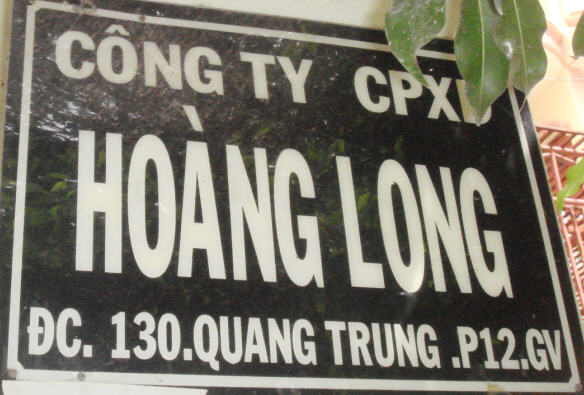 CÔNG TY
HOÀNG LONG
ĐC. 130.QUANG TRUNG .P12.GV